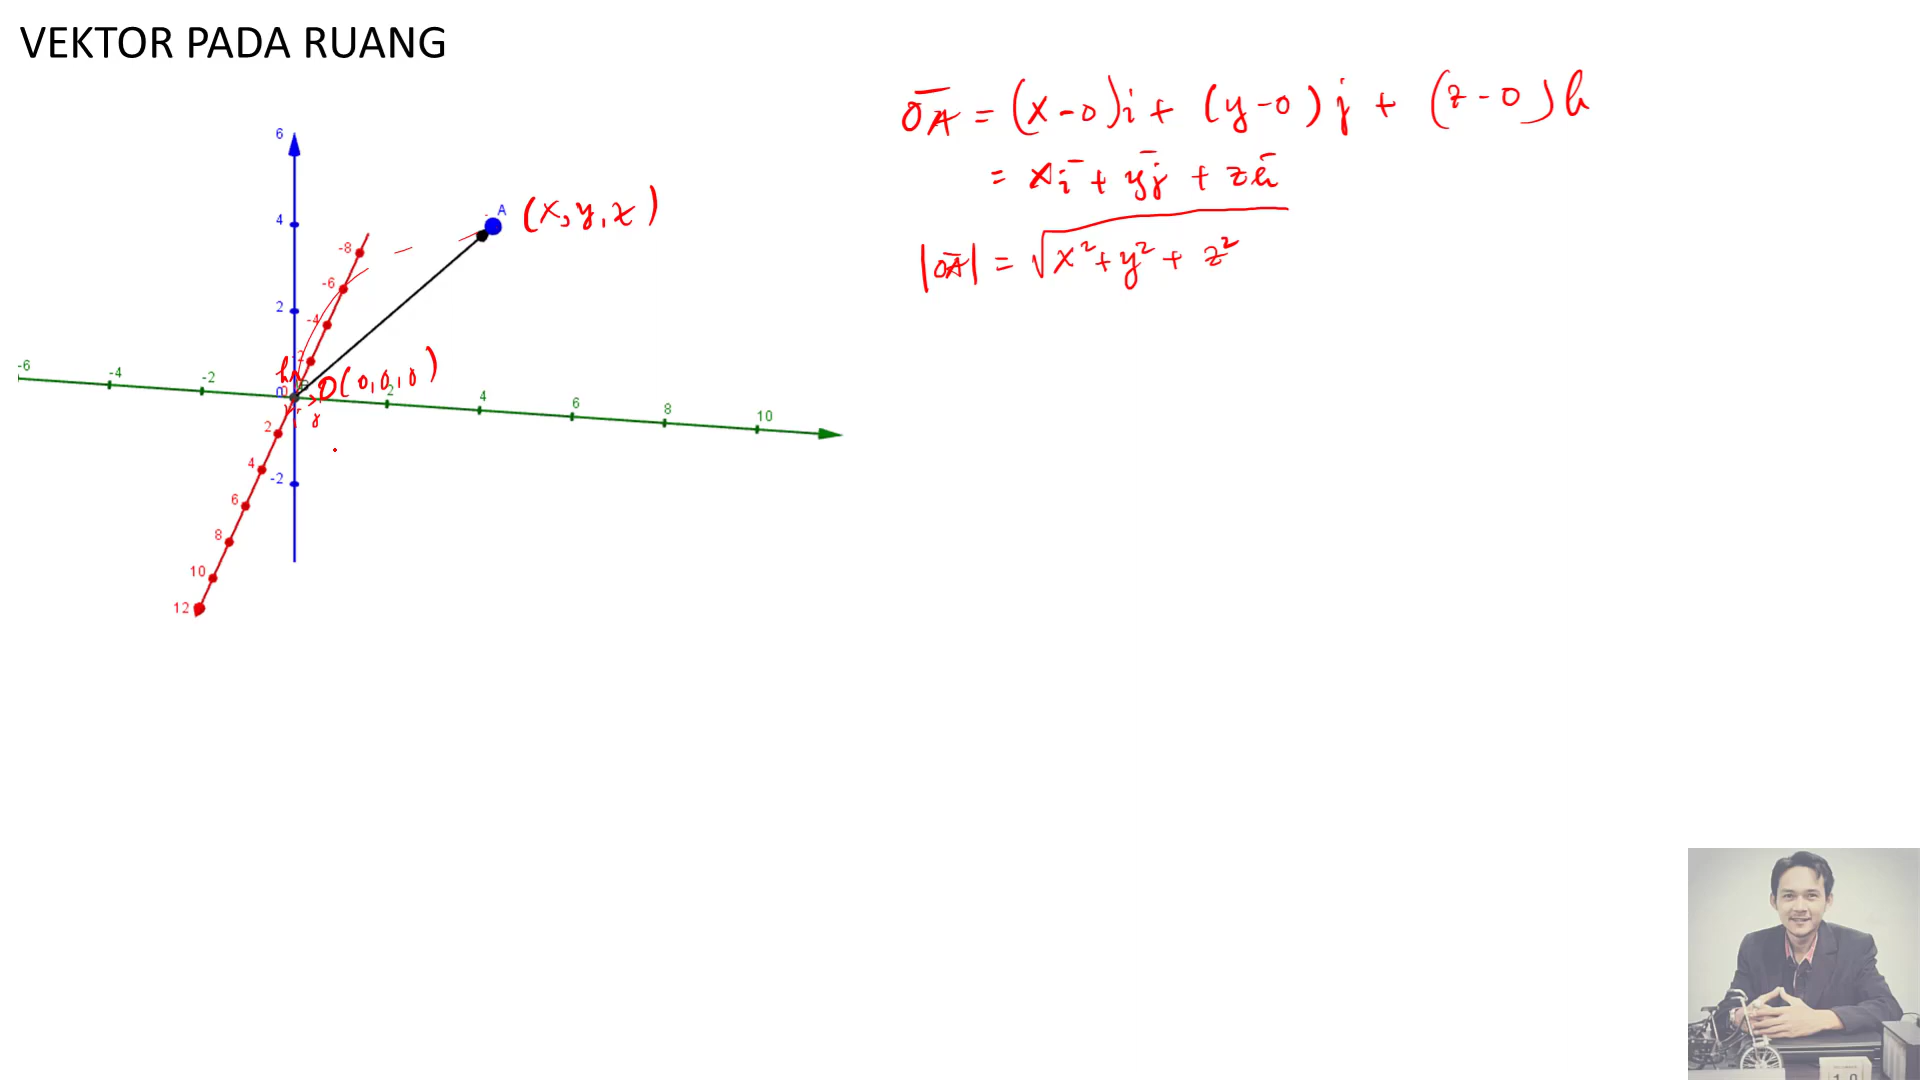 VEKTOR PADA RUANG
OA̅ = (x-0)i + (y-0)j + (z-0)k
= xi̅ + yj̅ + zk̅
|OA̅| = √x²+y²+z²
6
4
2
-2
A (x, y, z)
-8
-6
-4
-2
O(0,0,0)
-6 -4 -2 0 2 4 6 8 10
k
i
j
2
4
6
8
10
12